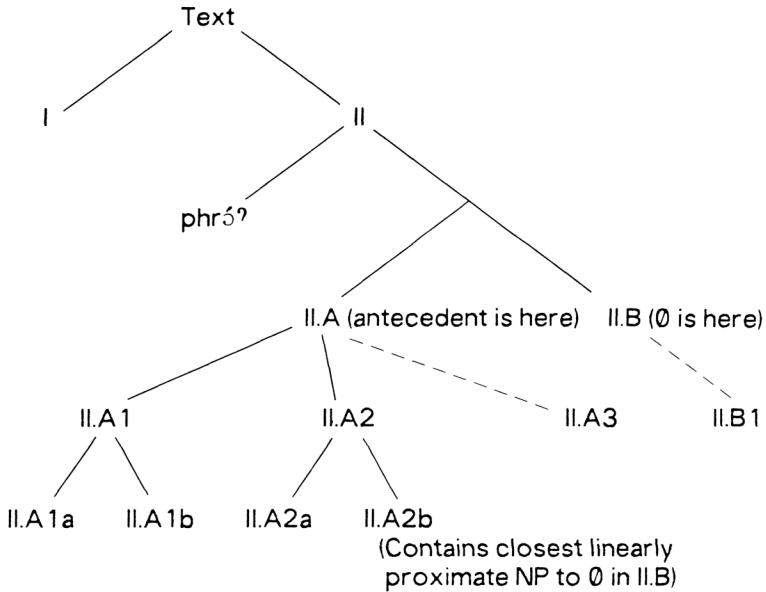 Text
I II
phrɔ́ʔ
II.A (antecedent is here) II.B (∅ is here)
II.A1 II.A2 II.A3 II.B1
II.A1a II.A1b II.A2a II.A2b
(Contains closest linearly
proximate NP to ∅ in II.B)